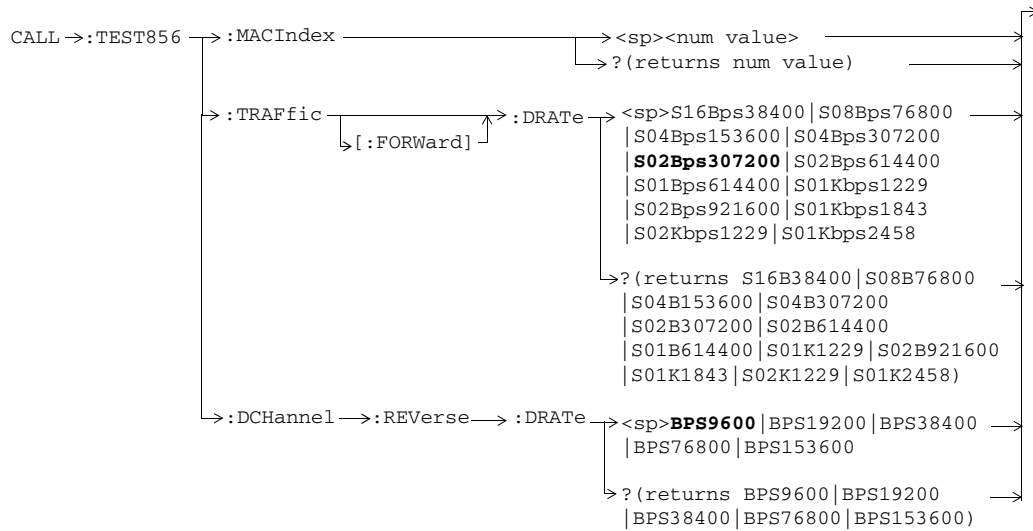 CALL :TEST856 :MACIndex <sp><num value>
?(returns num value)
:TRAFfic :DRATe <sp>S16Bps38400|S08Bps76800
[:FORWard] |S04Bps153600|S04Bps307200
|S02Bps307200|S02Bps614400
|S01Bps614400|S01Kbps1229
|S02Bps921600|S01Kbps1843
|S02Kbps1229|S01Kbps2458
?(returns S16B38400|S08B76800
|S04B153600|S04B307200
|S02B307200|S02B614400
|S01B614400|S01K1229|S02B921600
|S01K1843|S02K1229|S01K2458)
:DCHannel :REVerse :DRATe <sp>BPS9600|BPS19200|BPS38400
|BPS76800|BPS153600
?(returns BPS9600|BPS19200
|BPS38400|BPS76800|BPS153600)